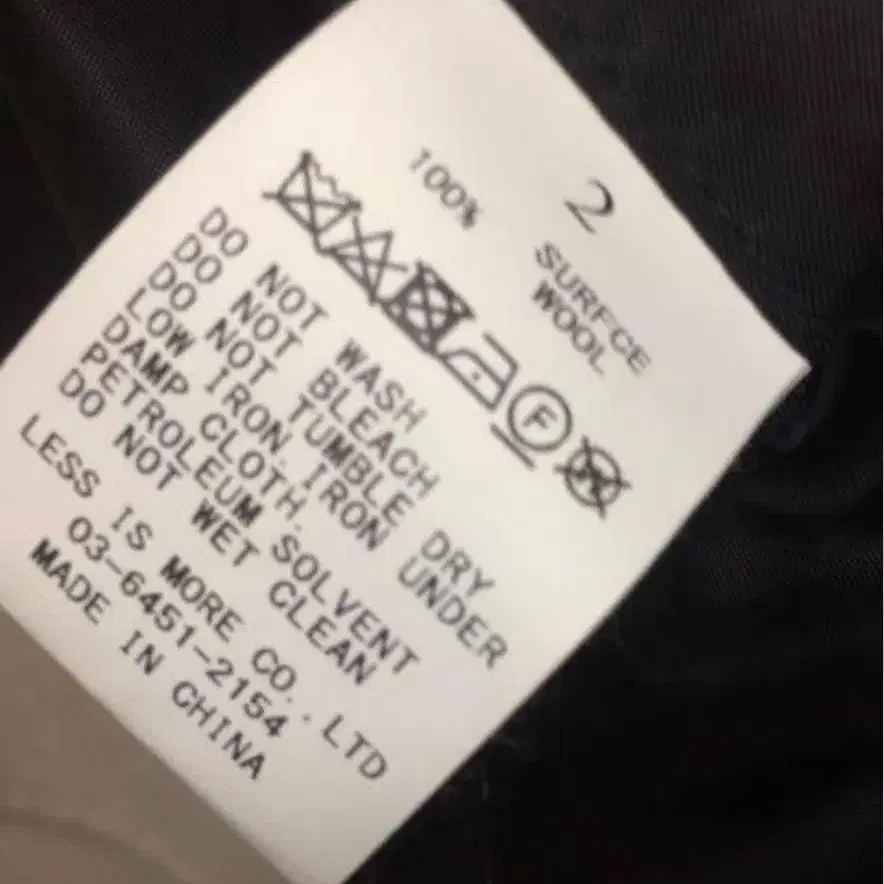 2
SURFCE
WOOL 100%
F
DO NOT WASH
DO NOT BLEACH
DO NOT TUMBLE DRY
LOW IRON. IRON UNDER
DAMP CLOTH.
PETROLEUM SOLVENT
DO NOT WET CLEAN
LESS IS MORE CO., LTD
03-6451-2154
MADE IN CHINA